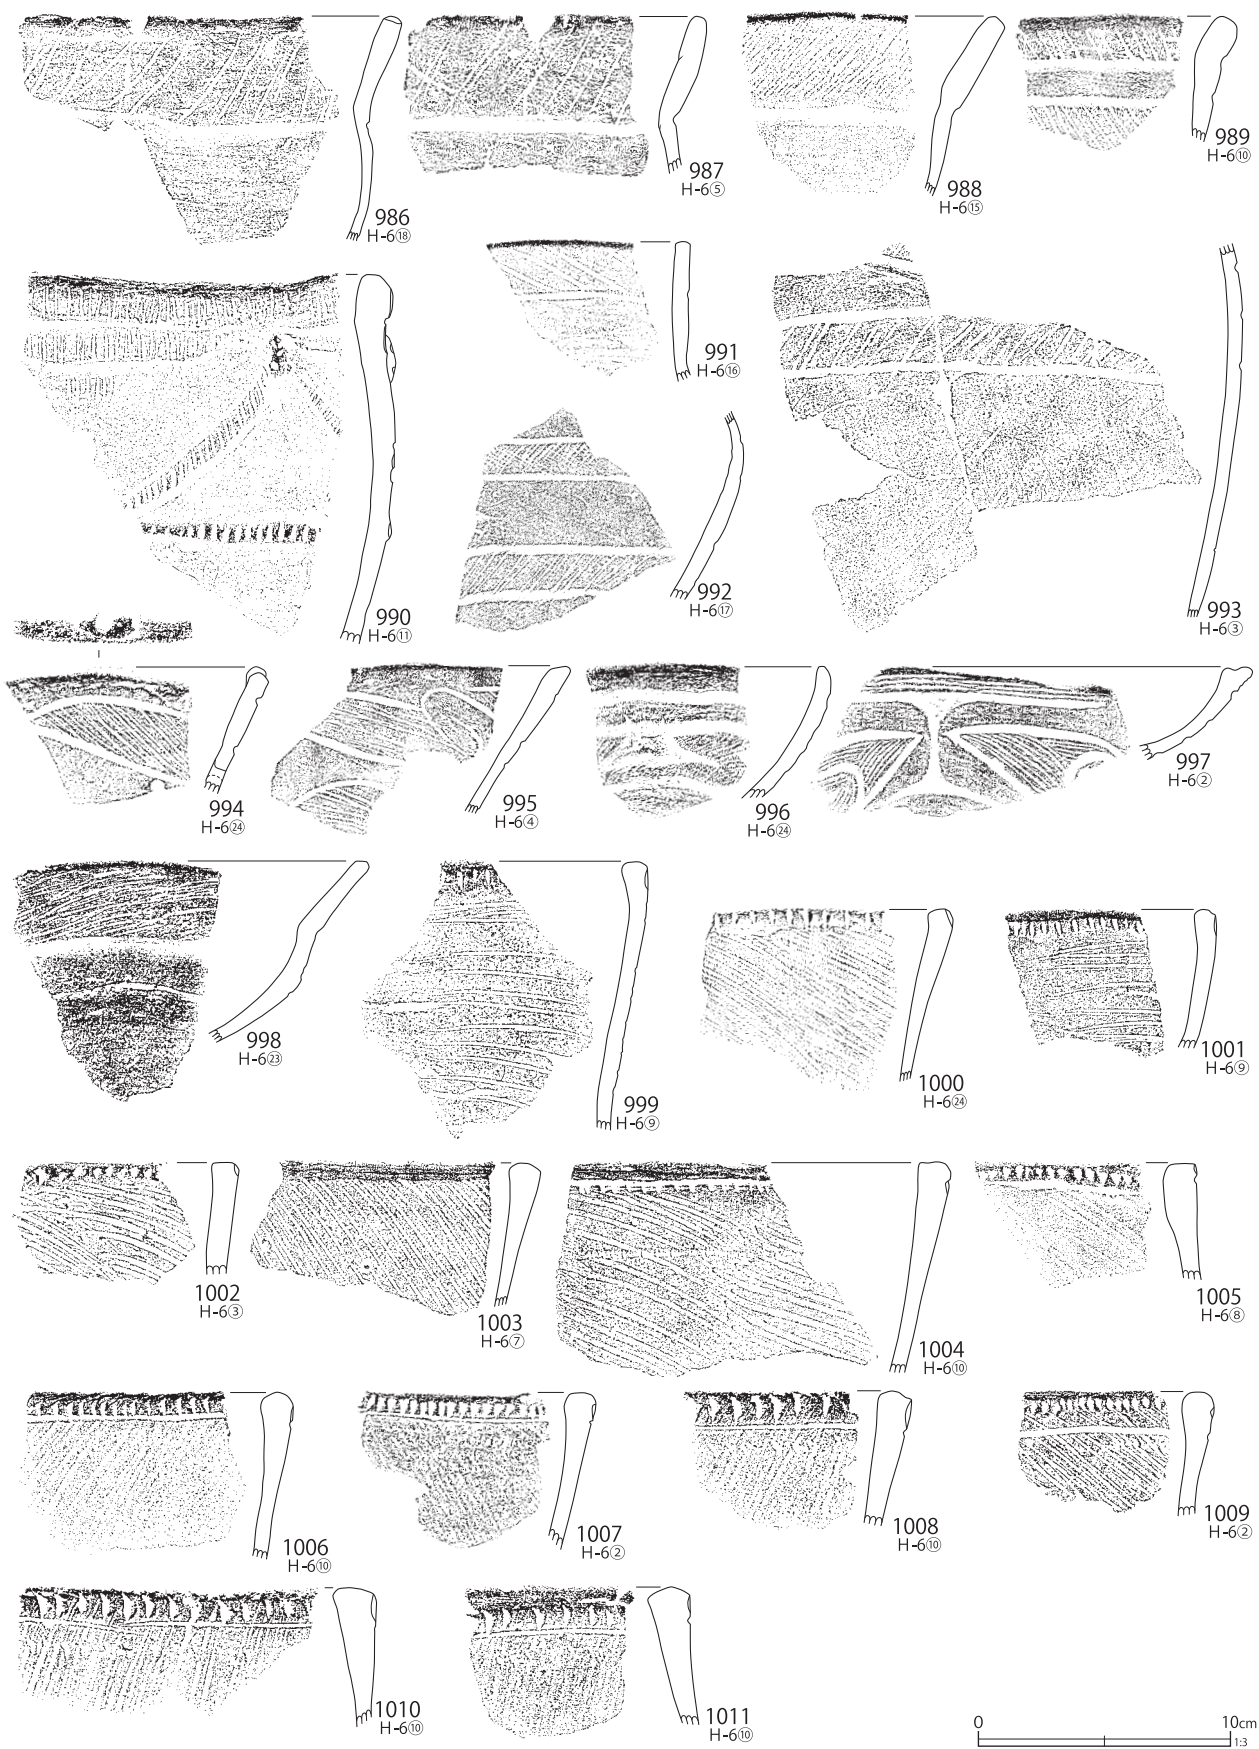 986
H-6⑱
987
H-6⑤
988
H-6⑮
989
H-6⑩
990
H-6⑪
991
H-6⑯
992
H-6⑰
993
H-6③
994
H-6㉔
995
H-6④
996
H-6㉔
997
H-6②
998
H-6㉓
999
H-6⑨
1000
H-6㉔
1001
H-6⑨
1002
H-6③
1003
H-6⑦
1004
H-6⑩
1005
H-6⑧
1006
H-6⑩
1007
H-6②
1008
H-6⑩
1009
H-6②
1010
H-6⑩
1011
H-6⑩
0 10cm
1:3